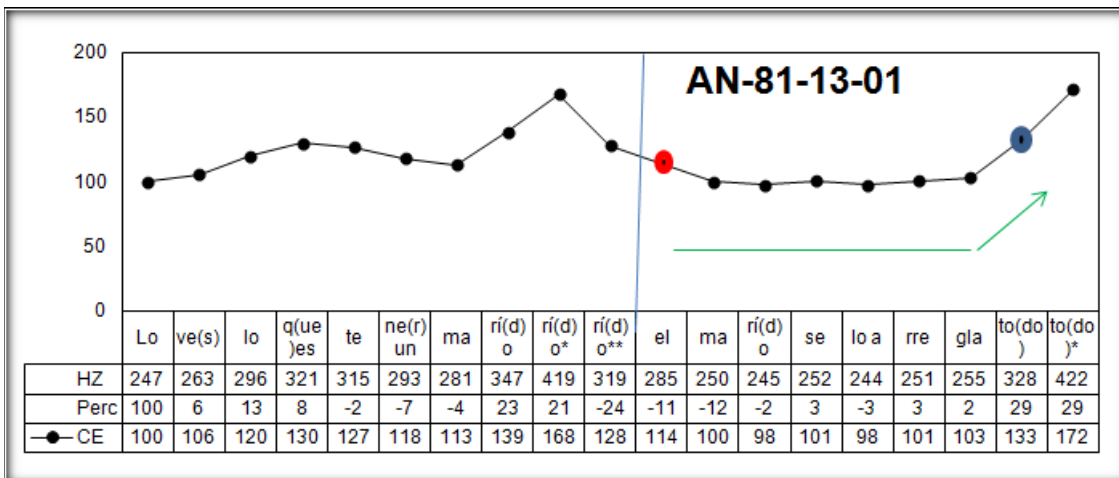 AN-81-13-01
200
150
100
50
0
Lo ve(s) lo q(ue)es te ne(r) un ma rí(d)o rí(d)o* rí(d)o** el ma rí(d)o se lo a rre gla to(do) to(do)*
HZ 247 263 296 321 315 293 281 347 419 319 285 250 245 252 244 251 255 328 422
Perc 100 6 13 8 -2 -7 -4 23 21 -24 -11 -12 -2 3 -3 3 2 29 29
CE 100 106 120 130 127 118 113 139 168 128 114 100 98 101 98 101 103 133 172